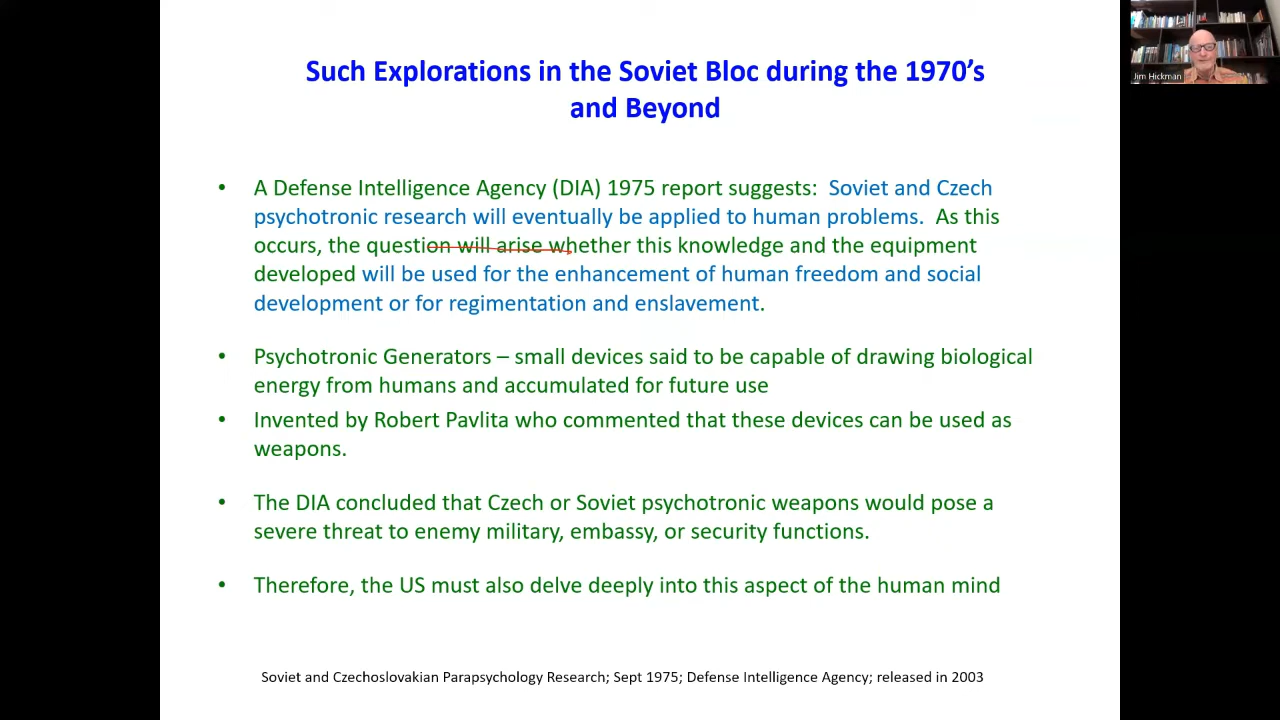 Such Explorations in the Soviet Bloc during the 1970’s
and Beyond
Jim Hickman
• A Defense Intelligence Agency (DIA) 1975 report suggests: Soviet and Czech
psychotronic research will eventually be applied to human problems. As this
occurs, the question will arise whether this knowledge and the equipment
developed will be used for the enhancement of human freedom and social
development or for regimentation and enslavement.
• Psychotronic Generators – small devices said to be capable of drawing biological
energy from humans and accumulated for future use
• Invented by Robert Pavlita who commented that these devices can be used as
weapons.
• The DIA concluded that Czech or Soviet psychotronic weapons would pose a
severe threat to enemy military, embassy, or security functions.
• Therefore, the US must also delve deeply into this aspect of the human mind
Soviet and Czechoslovakian Parapsychology Research; Sept 1975; Defense Intelligence Agency; released in 2003